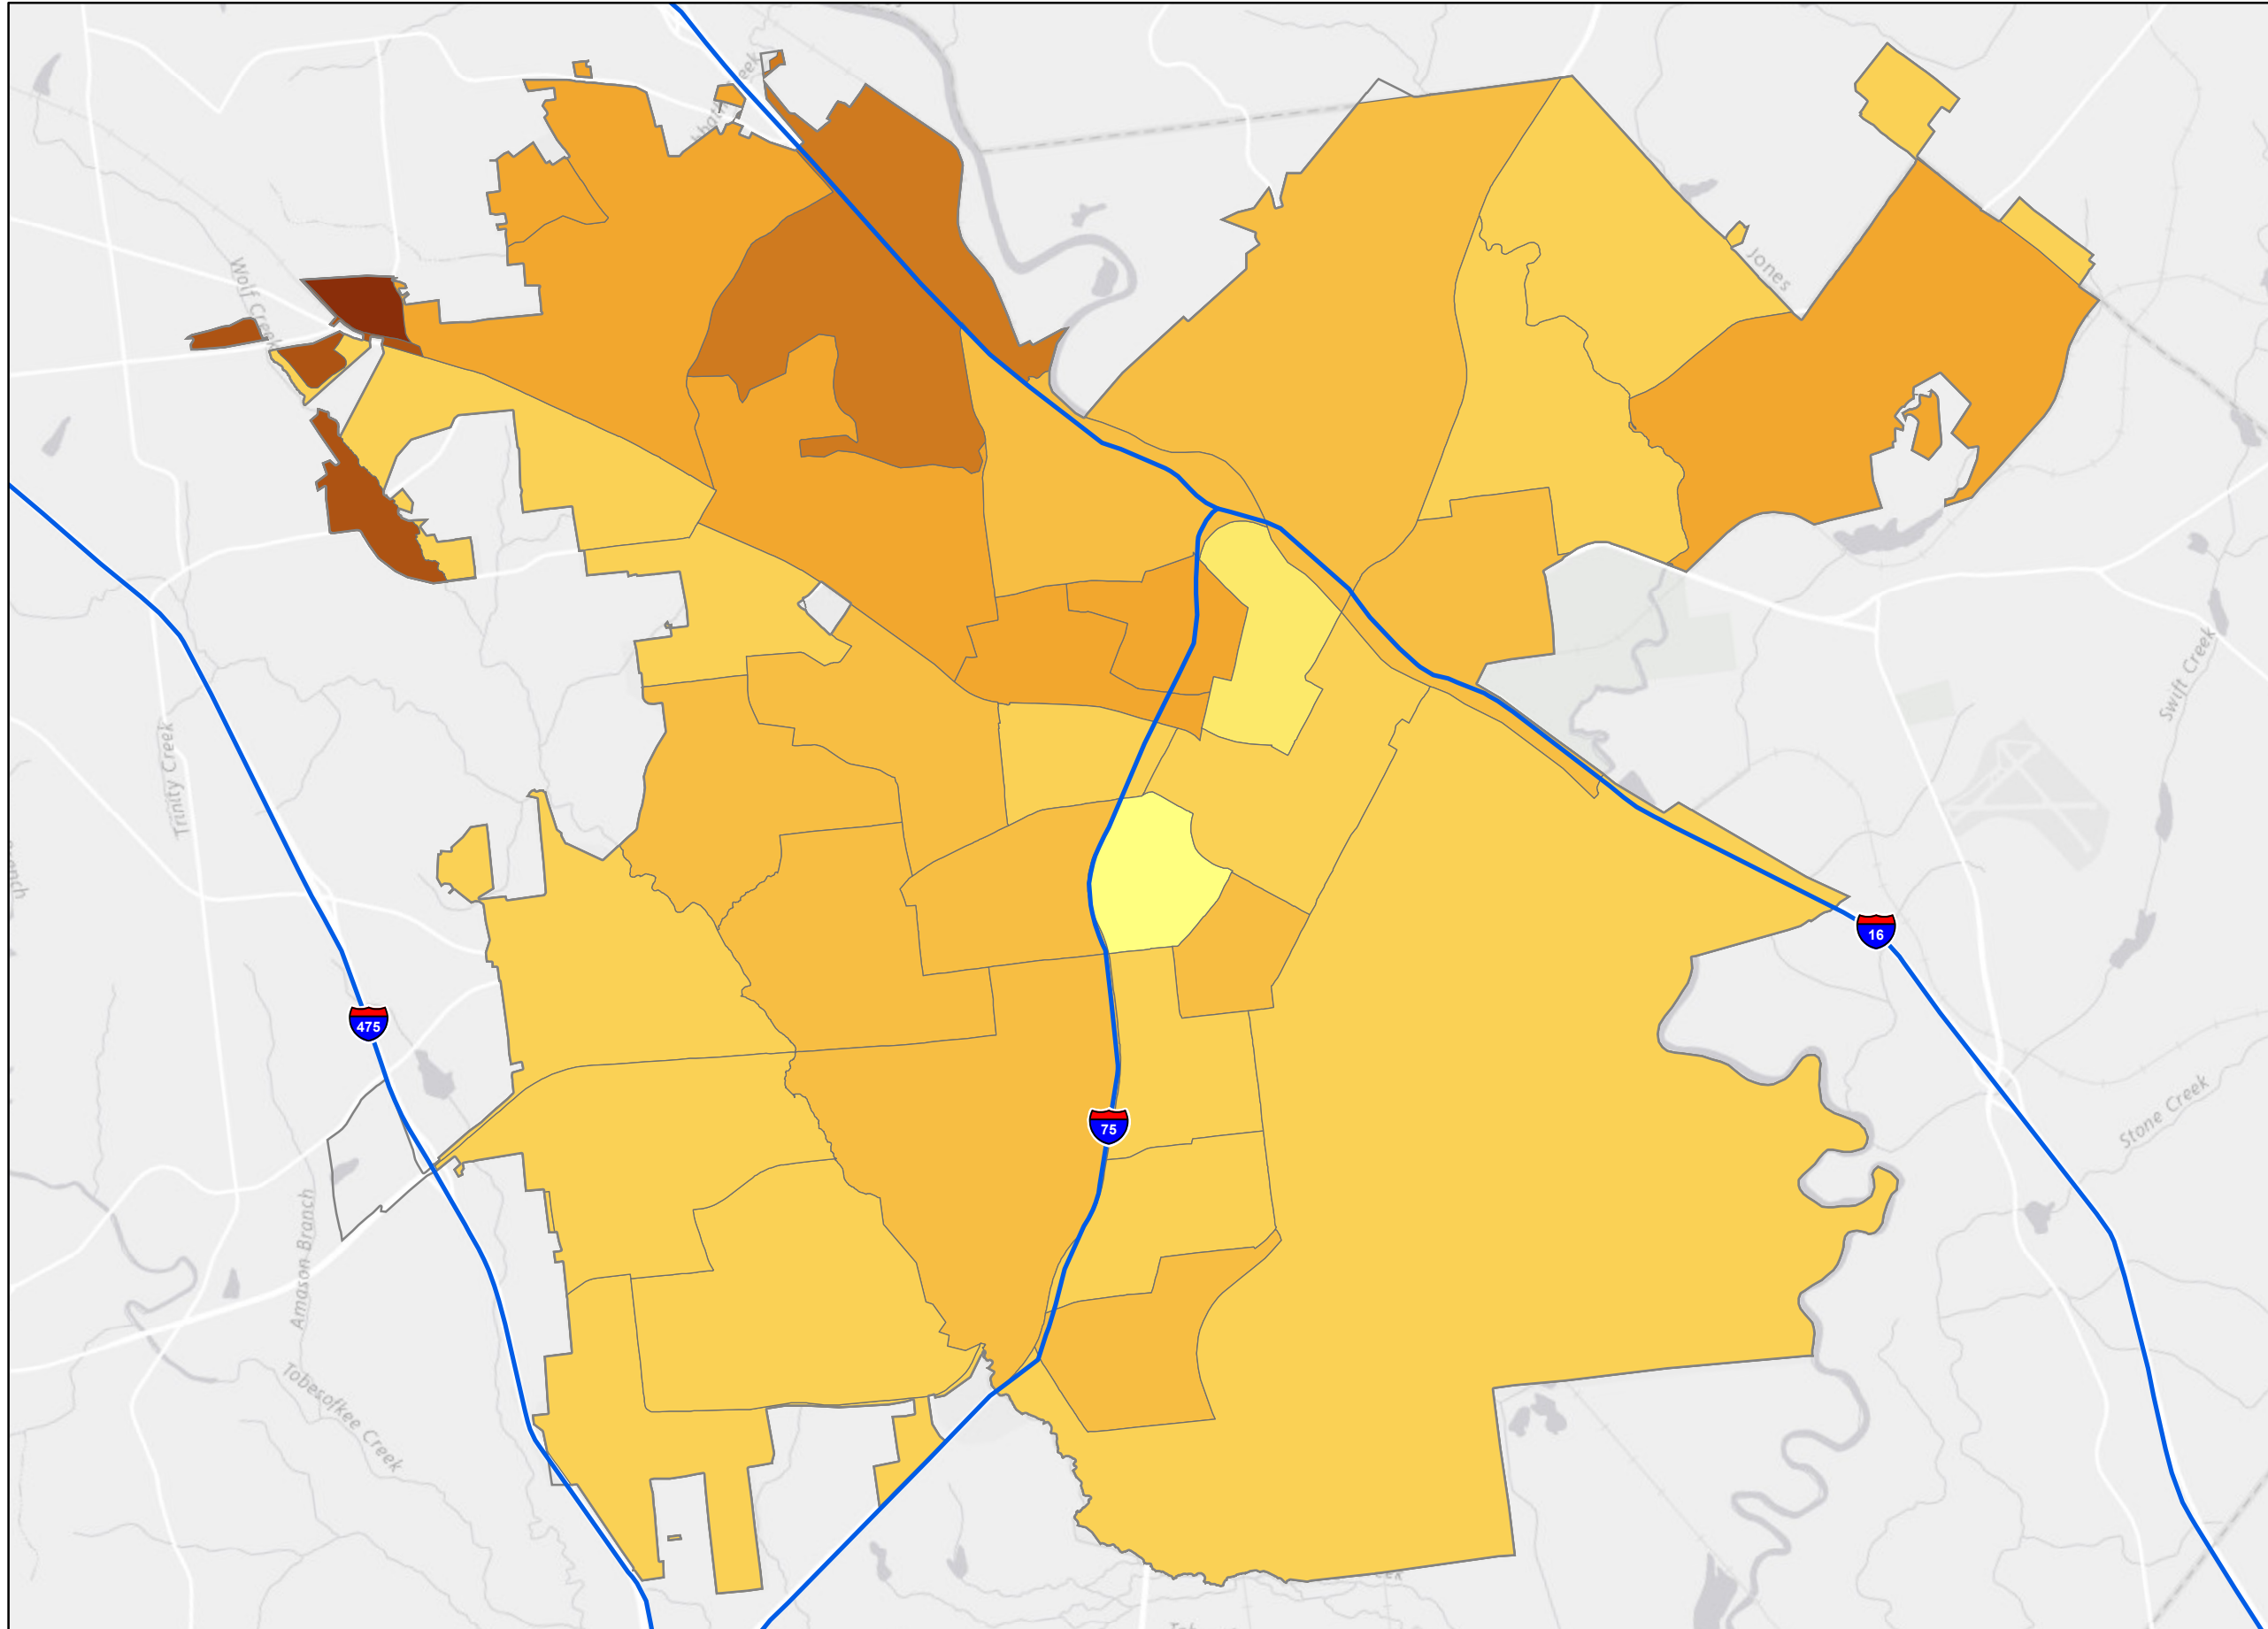 Wolf Creek
Jones
Swift Creek
Trinity Creek
16
475
75
Stone Creek
Amason Branch
Tobesofkee Creek